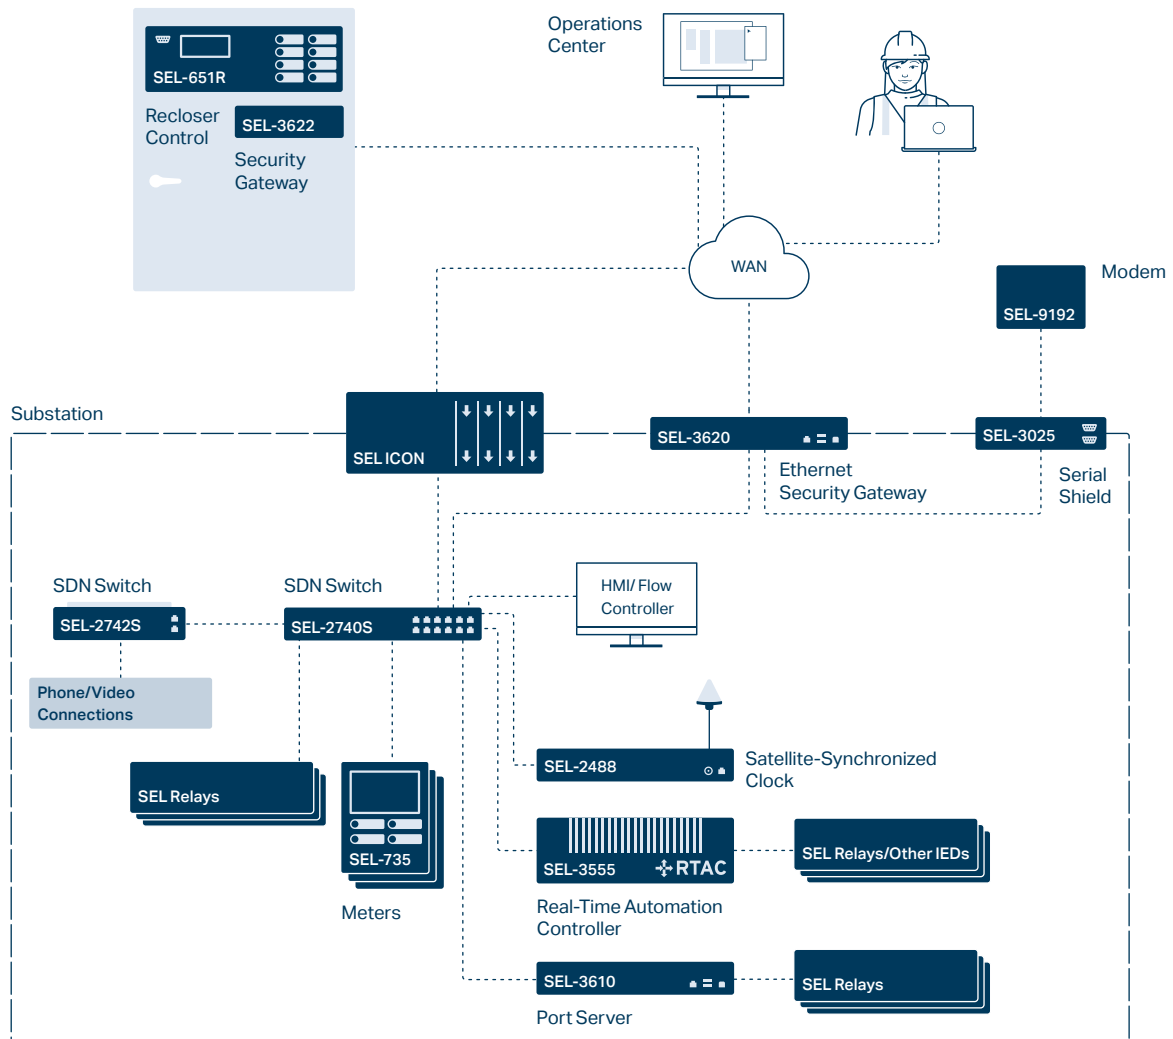 SEL-651R
Recloser
Control
SEL-3622
Security
Gateway
Operations
Center
WAN
Modem
SEL-9192
Substation
SEL ICON
SEL-3620
Ethernet
Security Gateway
SEL-3025
Serial
Shield
SDN Switch
SEL-2742S
SDN Switch
SEL-2740S
HMI/ Flow
Controller
Phone/Video
Connections
SEL Relays
SEL-735
Meters
SEL-2488
Satellite-Synchronized
Clock
SEL-3555
RTAC
Real-Time Automation
Controller
SEL Relays/Other IEDs
SEL-3610
Port Server
SEL Relays